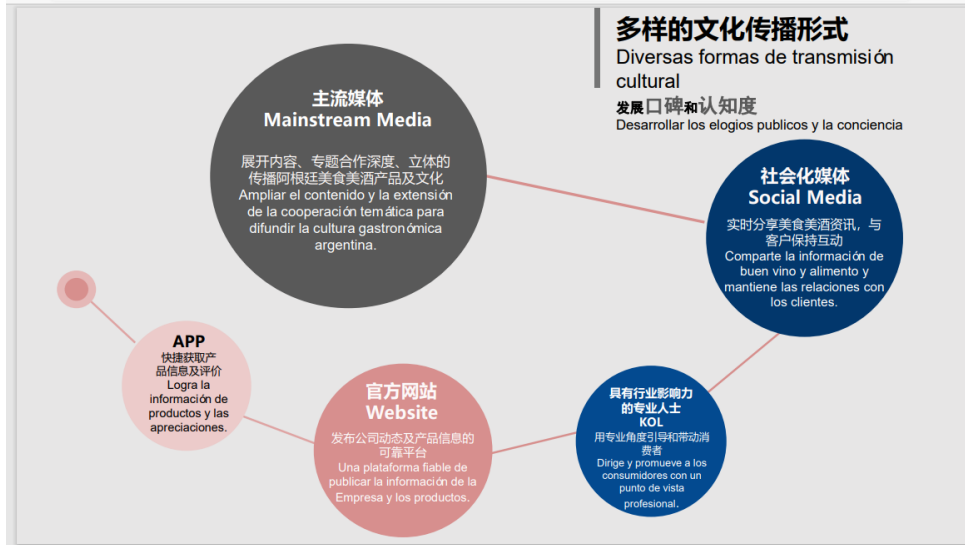 多样的文化传播形式
Diversas formas de transmisión
cultural
发展口碑和认知度
Desarrollar los elogios publicos y la conciencia
主流媒体
Mainstream Media
展开内容、专题合作深度、立体的
传播阿根廷美食美酒产品及文化
Ampliar el contenido y la extensión
de la cooperación temática para
difundir la cultura gastronómica
argentina.
社会化媒体
Social Media
实时分享美食美酒资讯，与
客户保持互动
Comparte la información de
buen vino y alimento y
mantiene las relaciones con
los clientes.
APP
快捷获取产
品信息及评价
Logra la
información de
productos y las
apreciaciones.
官方网站
Website
发布公司动态及产品信息的
可靠平台
Una plataforma fiable de
publicar la información de la
Empresa y los productos.
具有行业影响力
的专业人士
KOL
用专业角度引导和带动消
费者
Dirige y promueve a los
consumidores con un
punto de vista
profesional.